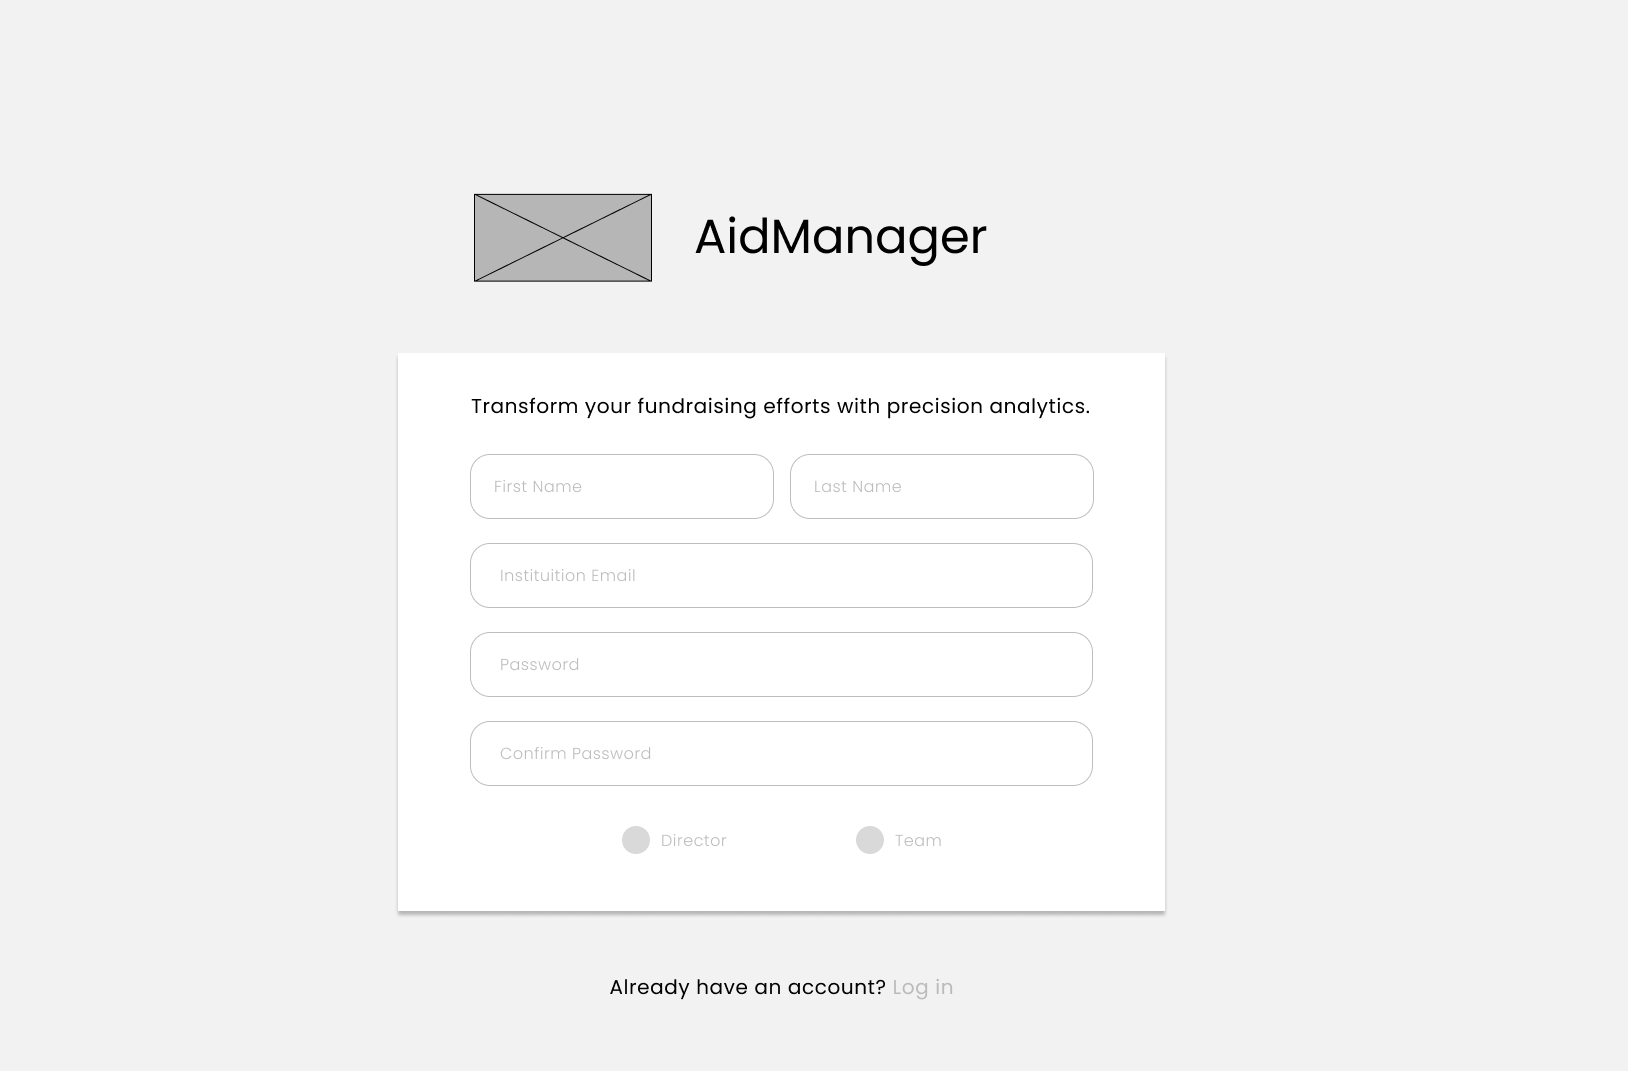 AidManager
Transform your fundraising efforts with precision analytics.
First Name
Last Name
Instituition Email
Password
Confirm Password
Director
Team
Already have an account? Log in